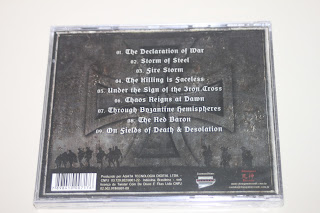 01. The Declaration of War
02. Storm of Steel
03. Fire Storm
04. The Killing is Faceless
05. Under the Sign of the Iron Cross
06. Chaos Reigns at Dawn
07. Through Byzantine Hemispheres
08. The Red Baron
09. On Fields of Death & Desolation